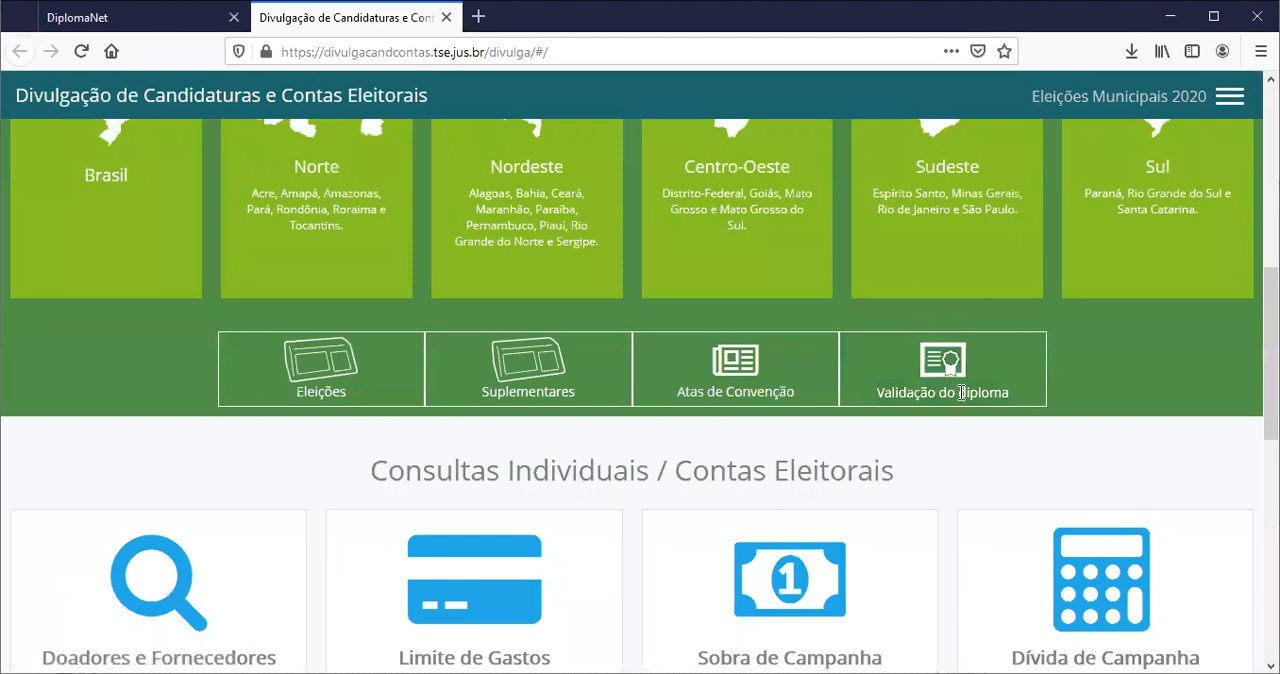 DiplomaNet
Divulgação de Candidaturas e Cont
https://divulgacandcontas.tse.jus.br/divulga/#/
Divulgação de Candidaturas e Contas Eleitorais
Eleições Municipais 2020
Brasil
Norte
Acre, Amapá, Amazonas,
Pará, Rondônia, Roraima e
Tocantins.
Nordeste
Alagoas, Bahia, Ceará,
Maranhão, Paraíba,
Pernambuco, Piauí, Rio
Grande do Norte e Sergipe.
Centro-Oeste
Distrito-Federal, Goiás, Mato
Grosso e Mato Grosso do
Sul.
Sudeste
Espírito Santo, Minas Gerais,
Rio de Janeiro e São Paulo.
Sul
Paraná, Rio Grande do Sul e
Santa Catarina.
Eleições
Suplementares
Atas de Convenção
Validação do Diploma
Consultas Individuais / Contas Eleitorais
1
Doadores e Fornecedores
Limite de Gastos
Sobra de Campanha
Dívida de Campanha